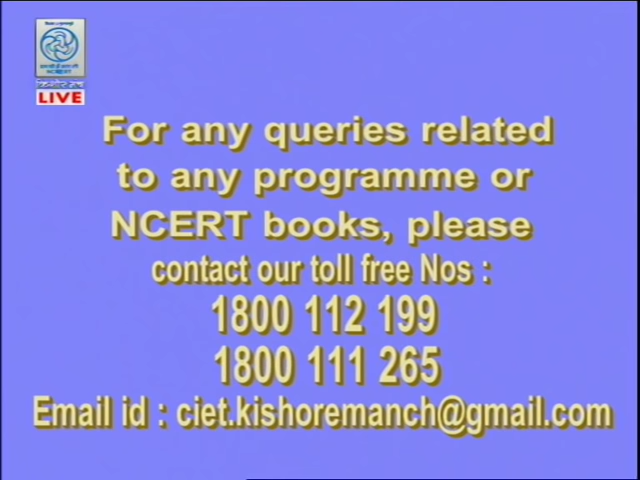 NCERT
LIVE
For any queries related
to any programme or
NCERT books, please
contact our toll free Nos :
1800 112 199
1800 111 265
Email id : ciet.kishoremanch@gmail.com